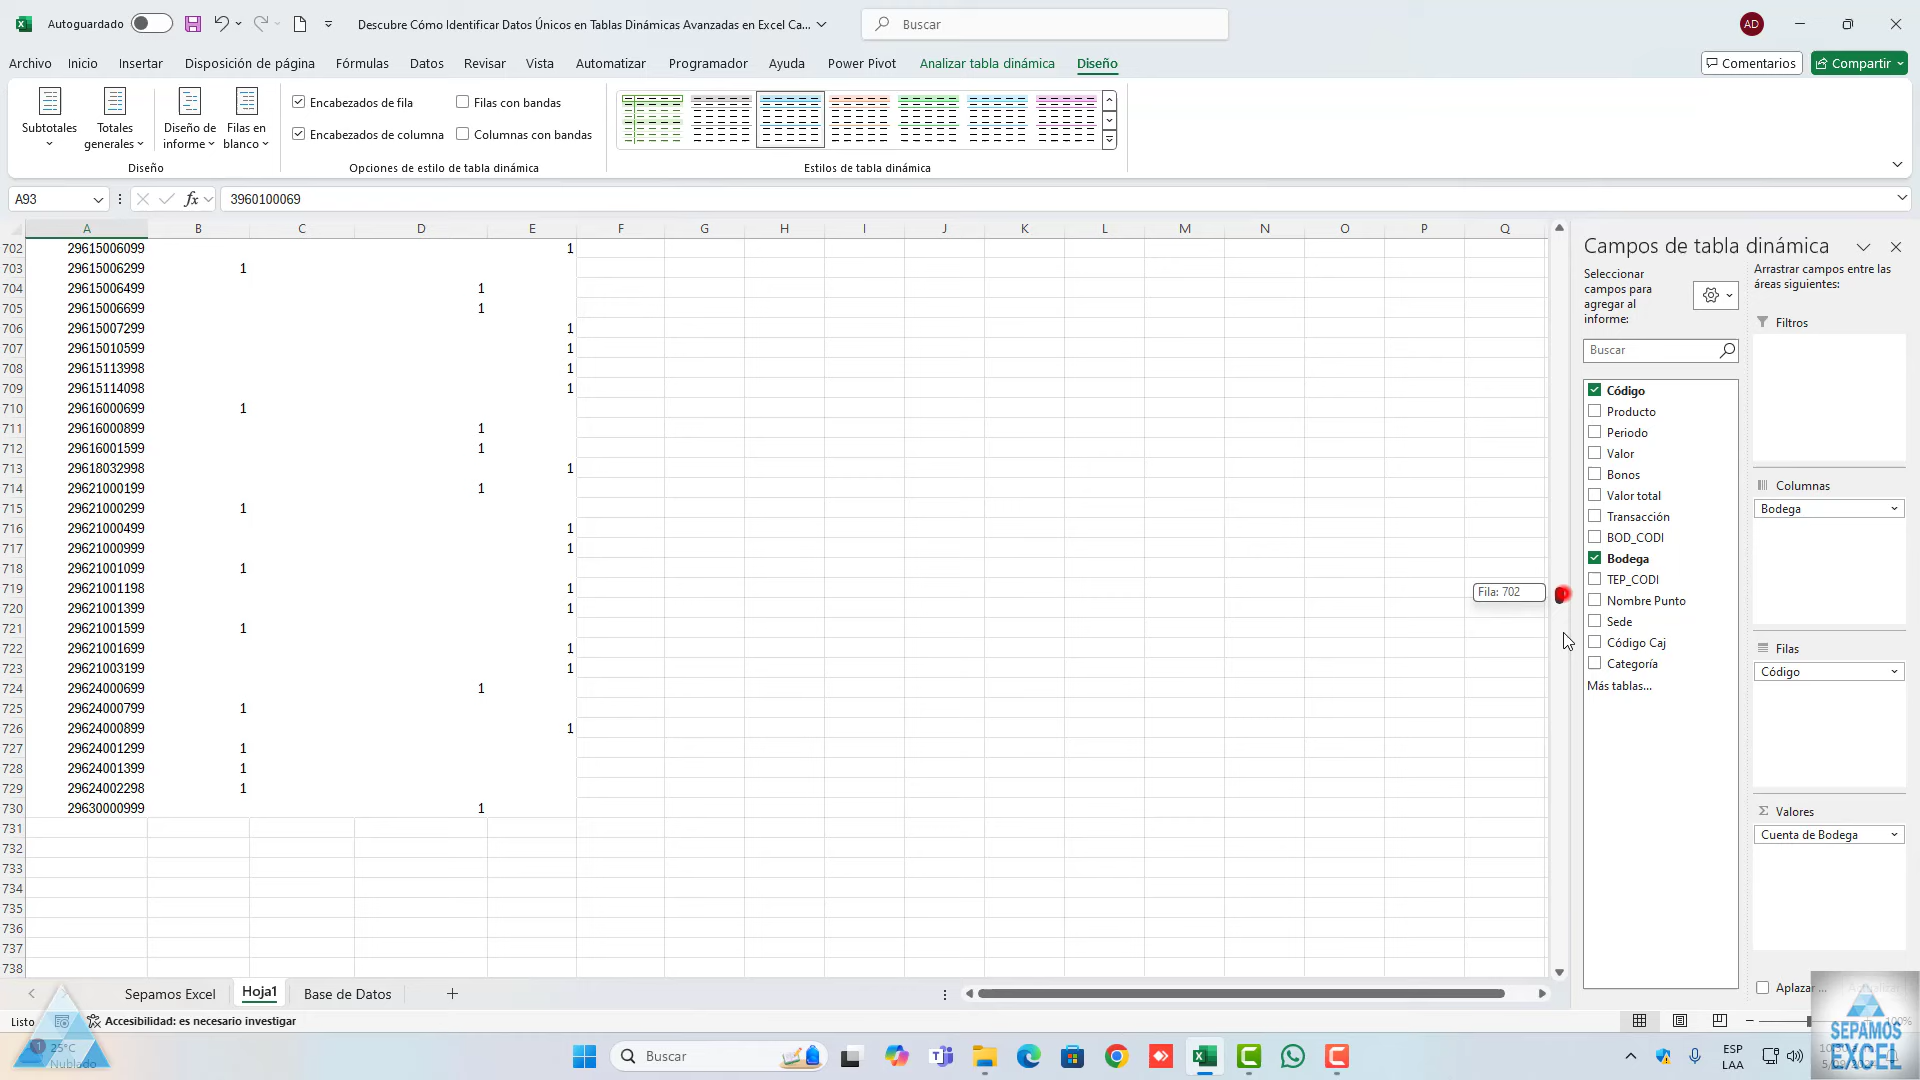 Autoguardado
Descubre Cómo Identificar Datos Únicos en Tablas Dinámicas Avanzadas en Excel Ca...
Buscar
AD
Archivo Inicio Insertar Disposición de página Fórmulas Datos Revisar Vista Automatizar Programador Ayuda Power Pivot Analizar tabla dinámica Diseño
Comentarios
Compartir
Subtotales
Totales generales
Diseño de informe
Filas en blanco
Encabezados de fila
Filas con bandas
Encabezados de columna
Columnas con bandas
Diseño
Opciones de estilo de tabla dinámica
Estilos de tabla dinámica
A93
fx
3960100069
A B C D E F G H I J K L M N O P Q
702 29615006099 1
703 29615006299 1
704 29615006499 1
705 29615006699 1
706 29615007299 1
707 29615010599 1
708 29615113998 1
709 29615114098 1
710 29616000699 1
711 29616000899 1
712 29616001599 1
713 29618032998 1
714 29621000199 1
715 29621000299 1
716 29621000499 1
717 29621000999 1
718 29621001099 1
719 29621001198 1
720 29621001399 1
721 29621001599 1
722 29621001699 1
723 29621003199 1
724 29624000699 1
725 29624000799 1
726 29624000899 1
727 29624001299 1
728 29624001399 1
729 29624002298 1
730 29630000999 1
731
732
733
734
735
736
737
738
Fila: 702
Campos de tabla dinámica
Seleccionar
campos para
agregar al
informe:
Buscar
Código
Producto
Periodo
Valor
Bonos
Valor total
Transacción
BOD_CODI
Bodega
TEP_CODI
Nombre Punto
Sede
Código Caj
Categoría
Más tablas...
Arrastrar campos entre las
áreas siguientes:
Filtros
Columnas
Bodega
Filas
Código
Valores
Cuenta de Bodega
Aplazar ...
Sepamos Excel
Hoja1
Base de Datos
Listo
Accesibilidad: es necesario investigar
25°C
Nublado
Buscar
ESP
LAA
SEPAMOS
EXCEL